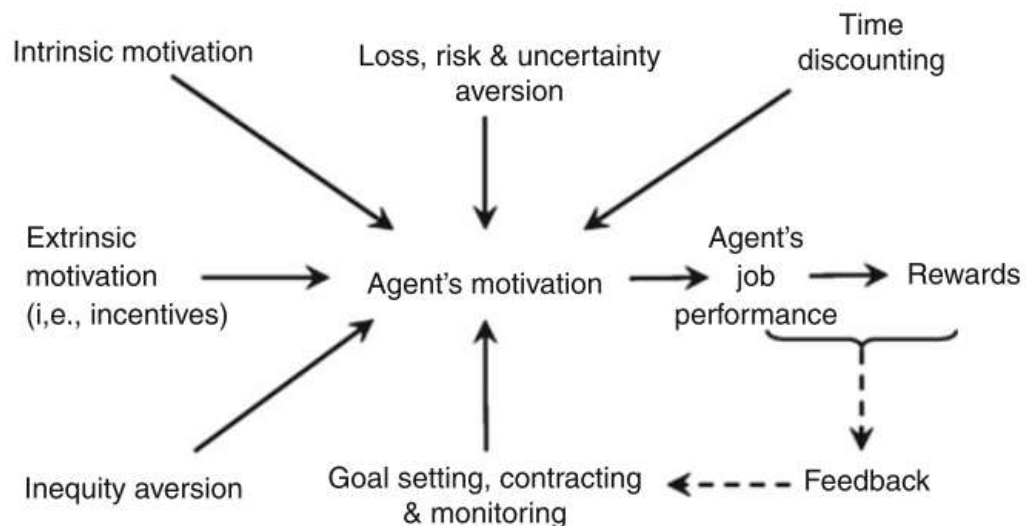 Intrinsic motivation
Loss, risk & uncertainty
aversion
Time
discounting
Extrinsic
motivation
(i,e., incentives)
Agent's motivation
Agent's
job
performance
Rewards
Inequity aversion
Goal setting, contracting
& monitoring
Feedback